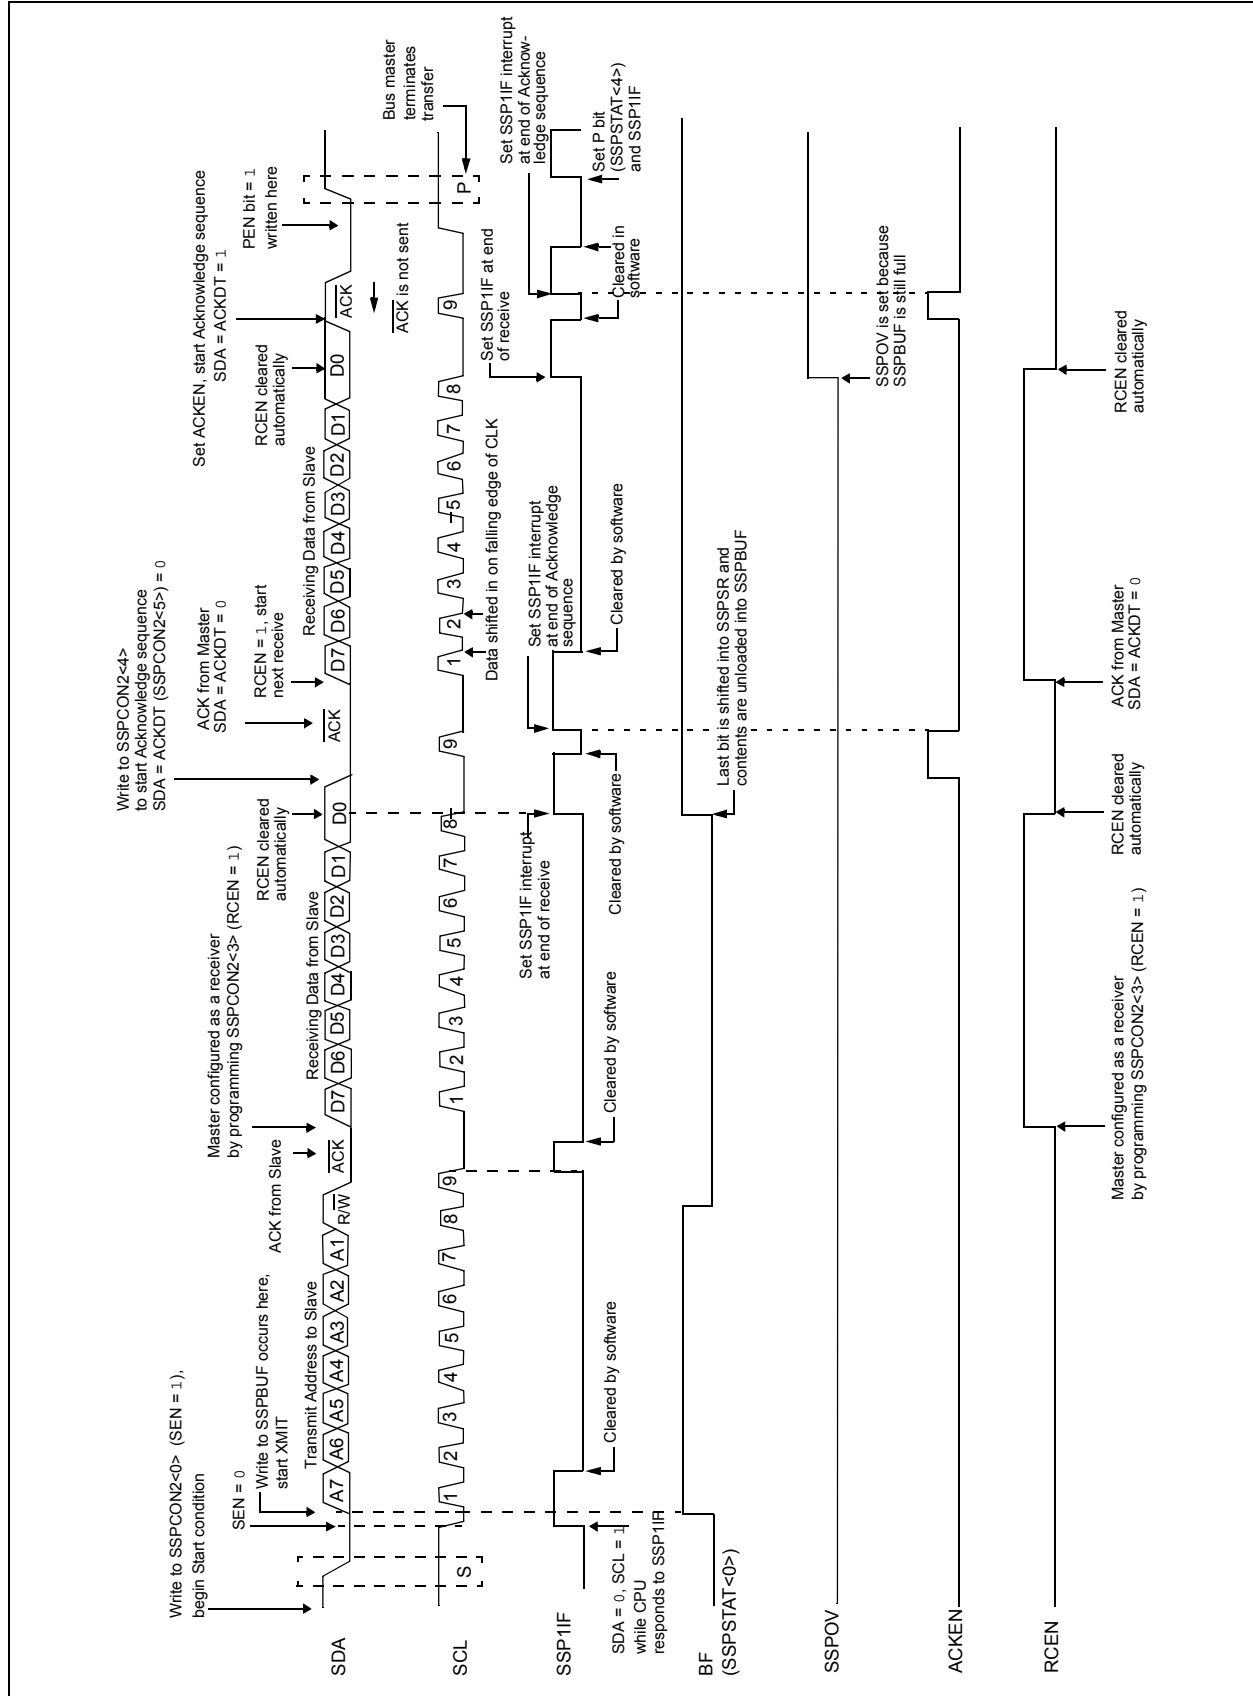 Write to SSPCON2<0> (SEN = 1),
begin Start condition
SEN = 0
Write to SSPBUF occurs here,
start XMIT
ACK from Slave
Master configured as a receiver
by programming SSPCON2<3> (RCEN = 1)
RCEN cleared
automatically
Write to SSPCON2<4>
to start Acknowledge sequence
SDA = ACKDT (SSPCON2<5>) = 0
ACK from Master
SDA = ACKDT = 0
RCEN = 1, start
next receive
RCEN cleared
automatically
Set ACKEN, start Acknowledge sequence
SDA = ACKDT = 1
PEN bit = 1
written here
Transmit Address to Slave
Receiving Data from Slave
Receiving Data from Slave
SDA
A7 A6 A5 A4 A3 A2 A1 R/W ACK D7 D6 D5 D4 D3 D2 D1 D0 ACK D7 D6 D5 D4 D3 D2 D1 D0 ACK
ACK is not sent
Bus master
terminates
transfer
SCL
S 1 2 3 4 5 6 7 8 9 1 2 3 4 5 6 7 8 9 1 2 3 4 5 6 7 8 9 P
Data shifted in on falling edge of CLK
Set SSP1IF interrupt
at end of receive
Set SSP1IF interrupt
at end of Acknowledge
sequence
Set SSP1IF at end
of receive
Set SSP1IF interrupt
at end of Acknow-
ledge sequence
SSP1IF
SDA = 0, SCL = 1
while CPU
responds to SSP1IF
Cleared by software
Cleared by software
Cleared by software
Cleared by software
Cleared in
software
Set P bit
(SSPSTAT<4>)
and SSP1IF
BF
(SSPSTAT<0>)
Last bit is shifted into SSPSR and
contents are unloaded into SSPBUF
SSPOV
SSPOV is set because
SSPBUF is still full
ACKEN
RCEN
Master configured as a receiver
by programming SSPCON2<3> (RCEN = 1)
RCEN cleared
automatically
ACK from Master
SDA = ACKDT = 0
RCEN cleared
automatically